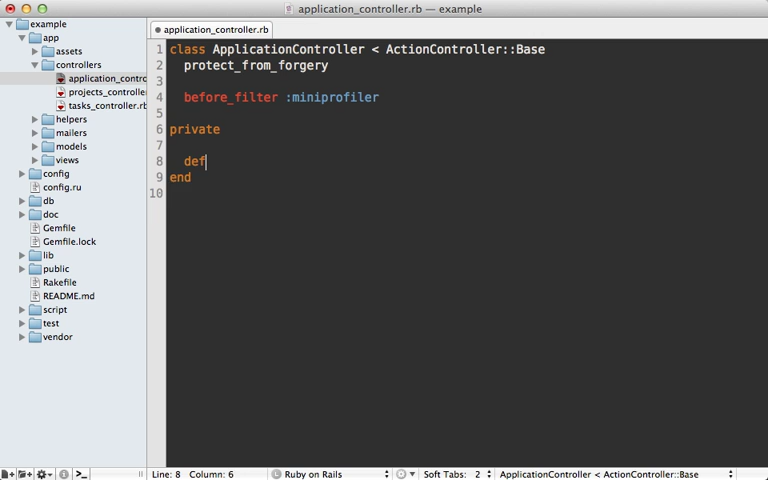 application_controller.rb — example
example
app
assets
controllers
application_contrc
projects_controlle
tasks_controller.rb
helpers
mailers
models
views
config
config.ru
db
doc
Gemfile
Gemfile.lock
lib
public
Rakefile
README.md
script
test
vendor
application_controller.rb
1 class ApplicationController < ActionController::Base
2 protect_from_forgery
3
4 before_filter :miniprofiler
5
6 private
7
8 def
9 end
10
Line: 8 Column: 6 Ruby on Rails Soft Tabs: 2 ApplicationController < ActionController::Base